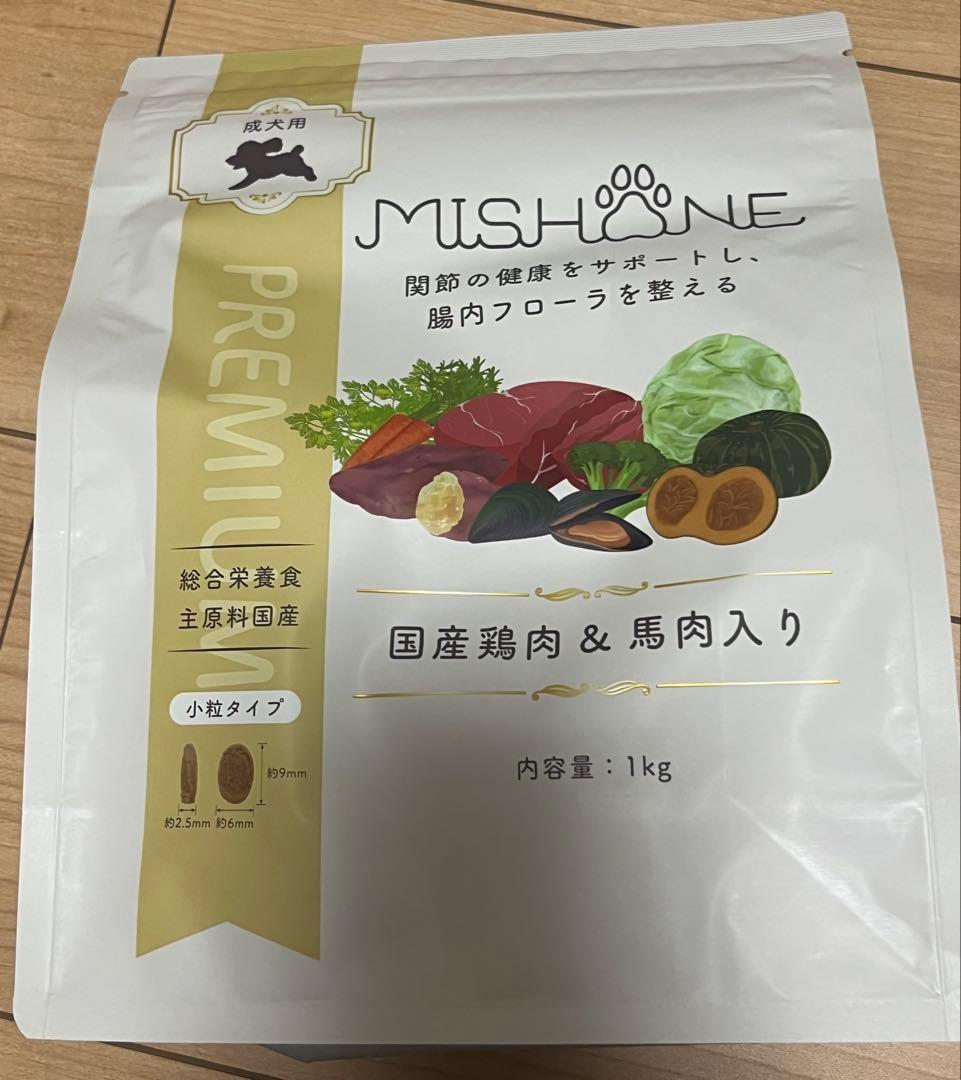 成犬用
MISHONE
関節の健康をサポートし、
腸内フローラを整える
PREMIUM
総合栄養食
主原料国産
国産鶏肉 & 馬肉入り
小粒タイプ
約9mm
約2.5mm 約6mm
内容量：1kg